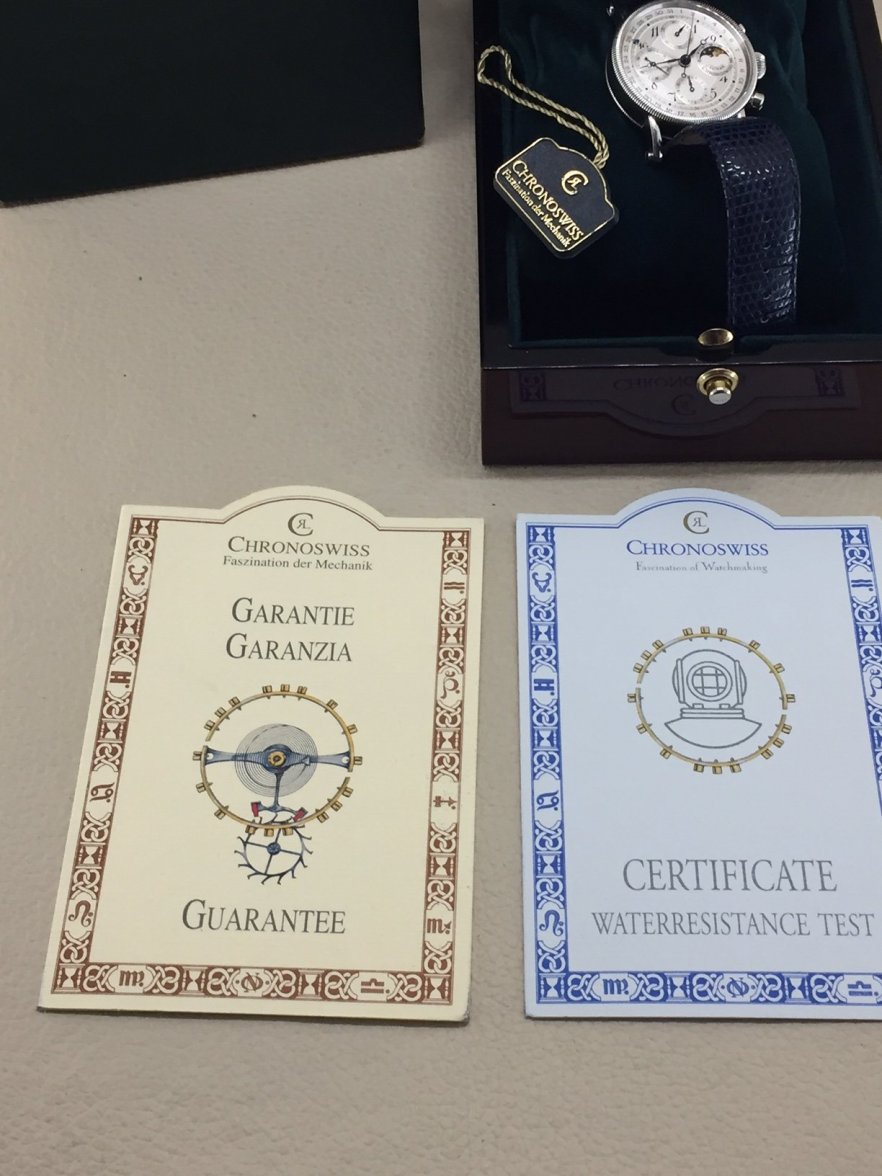 CHRONOSWISS
Faszination der Mechanik
CHRONOSWISS
Faszination der Mechanik
GARANTIE
GARANZIA
GUARANTEE
CHRONOSWISS
Fascination of Watchmaking
CERTIFICATE
WATERRESISTANCE TEST